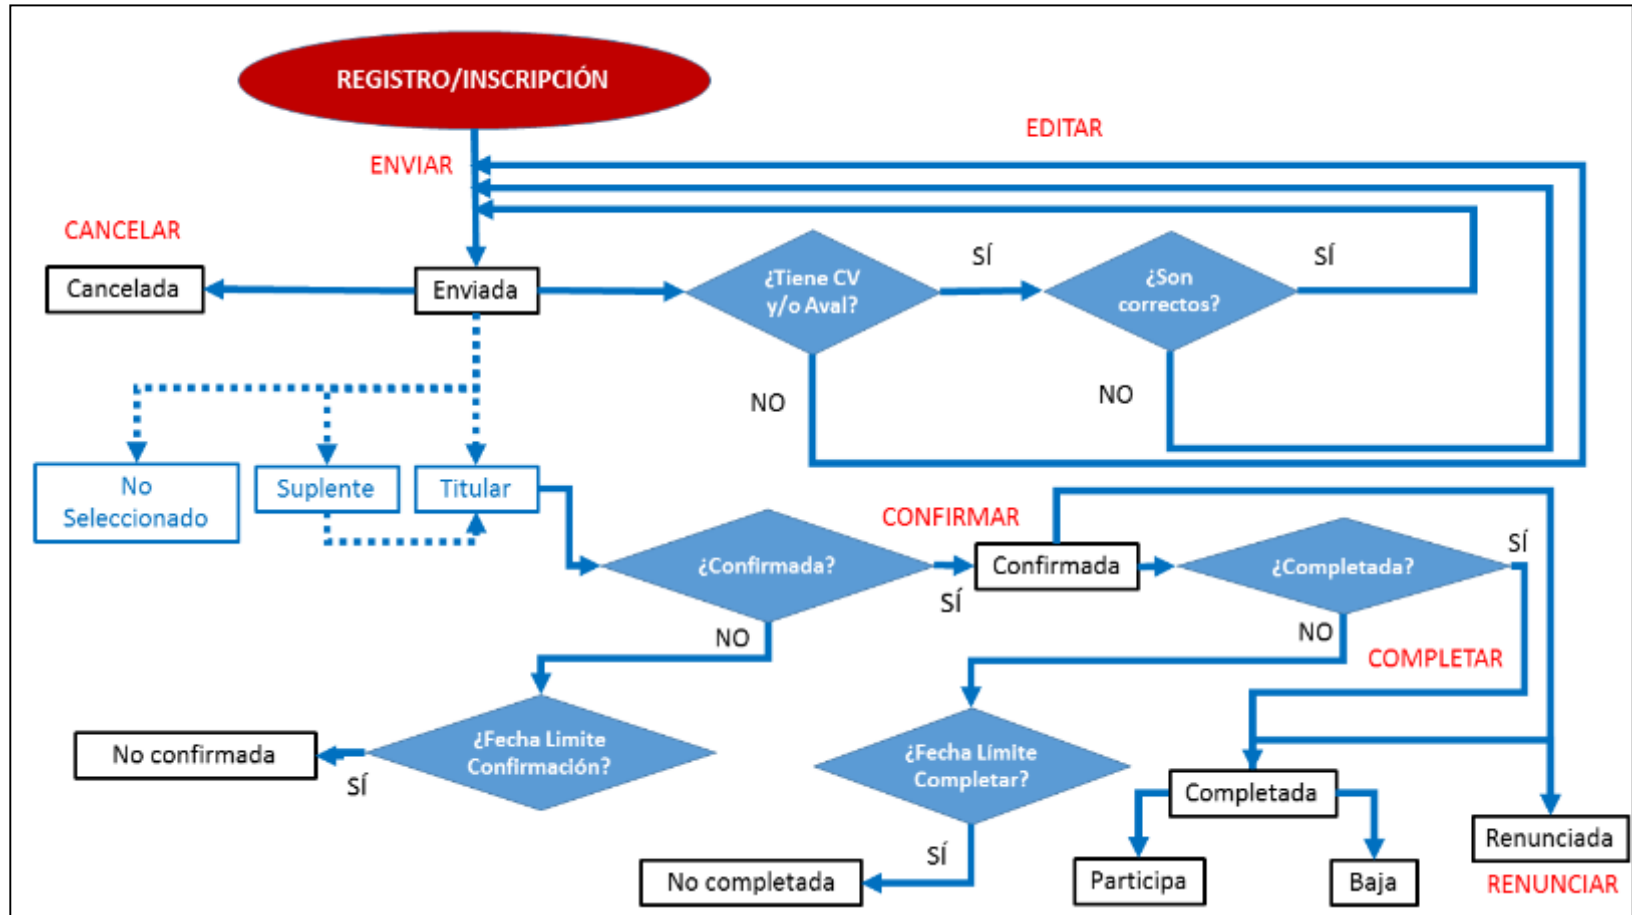 REGISTRO/INSCRIPCIÓN
EDITAR
ENVIAR
CANCELAR
Cancelada
Enviada
¿Tiene CV
y/o Aval?
SÍ
¿Son
correctos?
SÍ
NO
NO
No
Seleccionado
Suplente
Titular
CONFIRMAR
¿Confirmada?
SÍ
Confirmada
¿Completada?
SÍ
NO
NO
COMPLETAR
No confirmada
SÍ
¿Fecha Limite
Confirmación?
¿Fecha Límite
Completar?
Completada
Renunciada
SÍ
No completada
Participa
Baja
RENUNCIAR